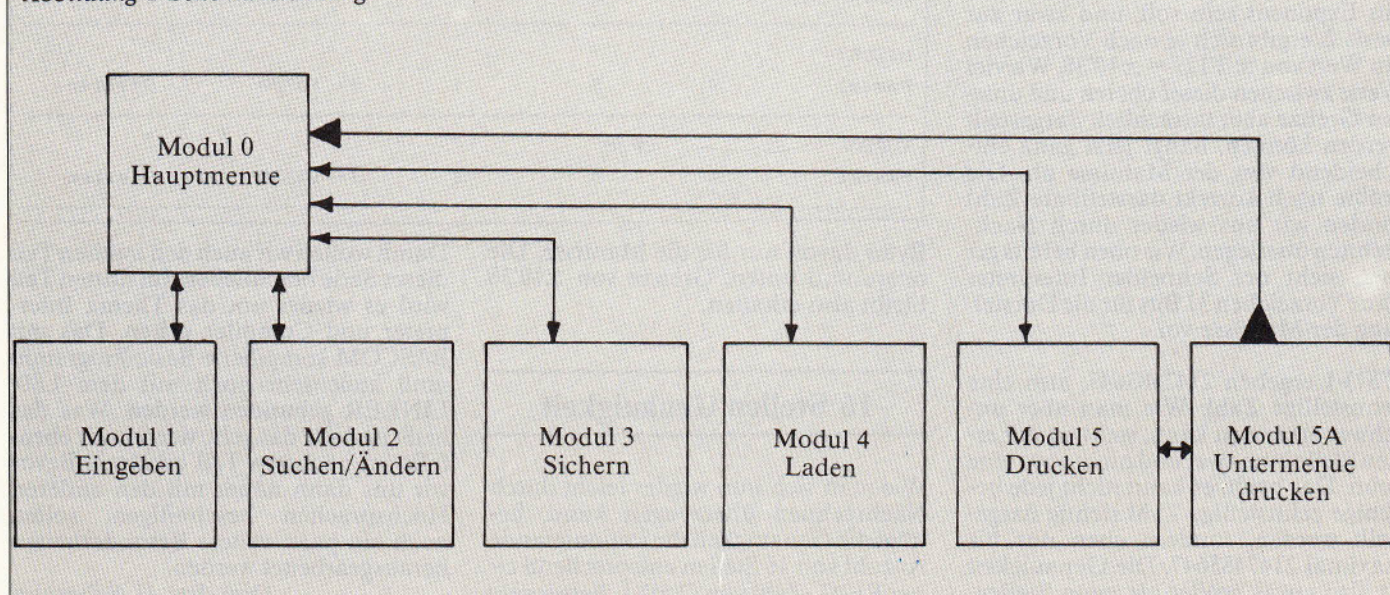 Modul 0
Hauptmenue
Modul 1
Eingeben
Modul 2
Suchen/Ändern
Modul 3
Sichern
Modul 4
Laden
Modul 5
Drucken
Modul 5A
Untermenue
drucken